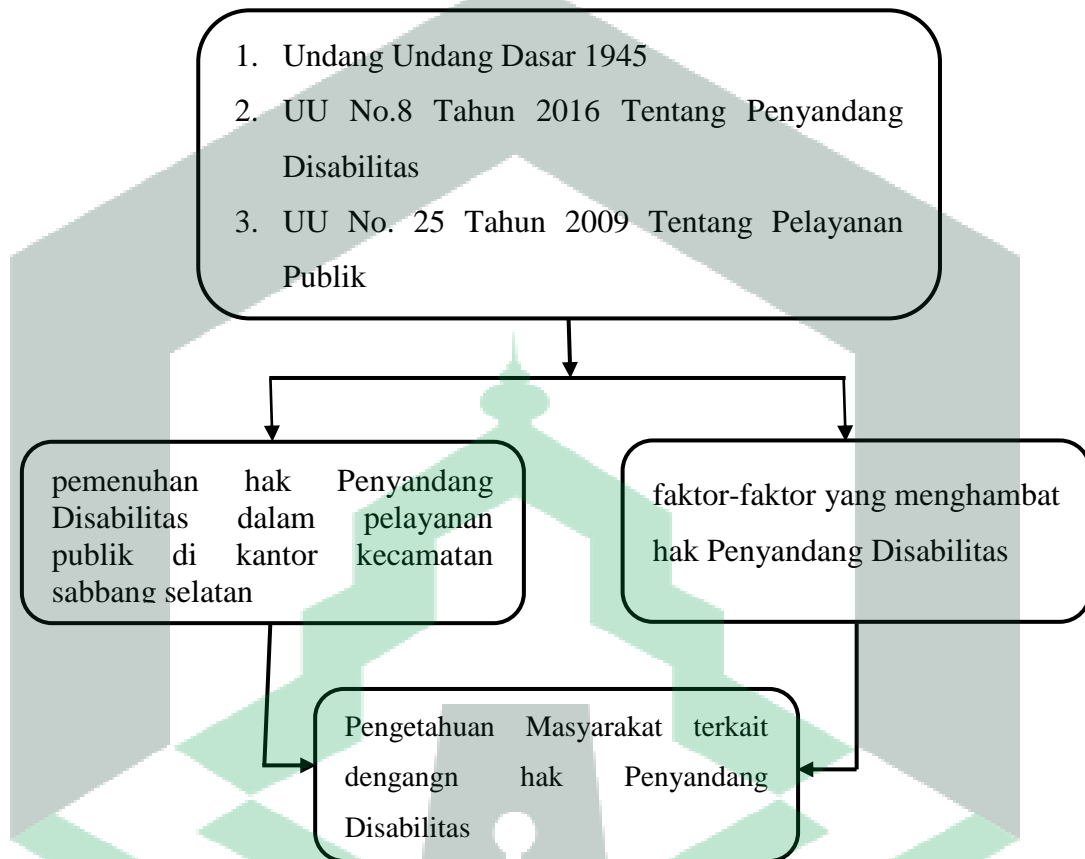 1. Undang Undang Dasar 1945
2. UU No.8 Tahun 2016 Tentang Penyandang
Disabilitas
3. UU No. 25 Tahun 2009 Tentang Pelayanan
Publik
pemenuhan hak Penyandang
Disabilitas dalam pelayanan
publik di kantor kecamatan
sabbang selatan
faktor-faktor yang menghambat
hak Penyandang Disabilitas
Pengetahuan Masyarakat terkait
dengangn hak Penyandang
Disabilitas